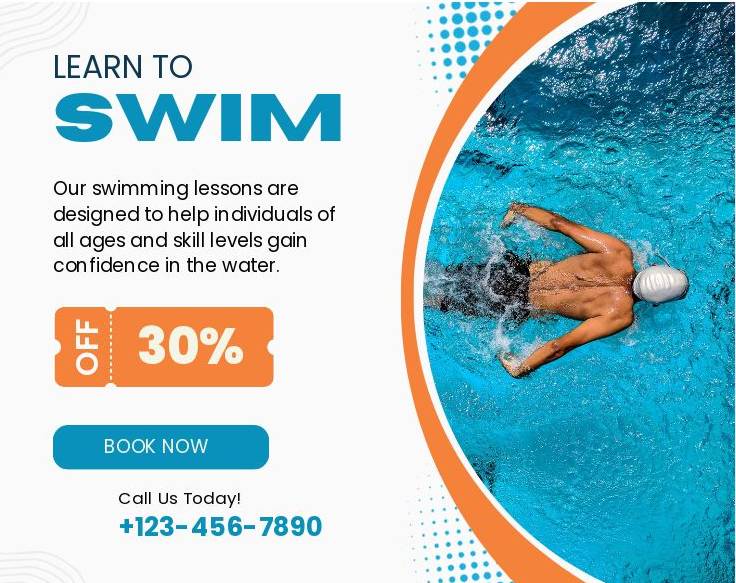 LEARN TO
SWIM
Our swimming lessons are
designed to help individuals of
all ages and skill levels gain
confidence in the water.
OFF 30%
BOOK NOW
Call Us Today!
+123-456-7890